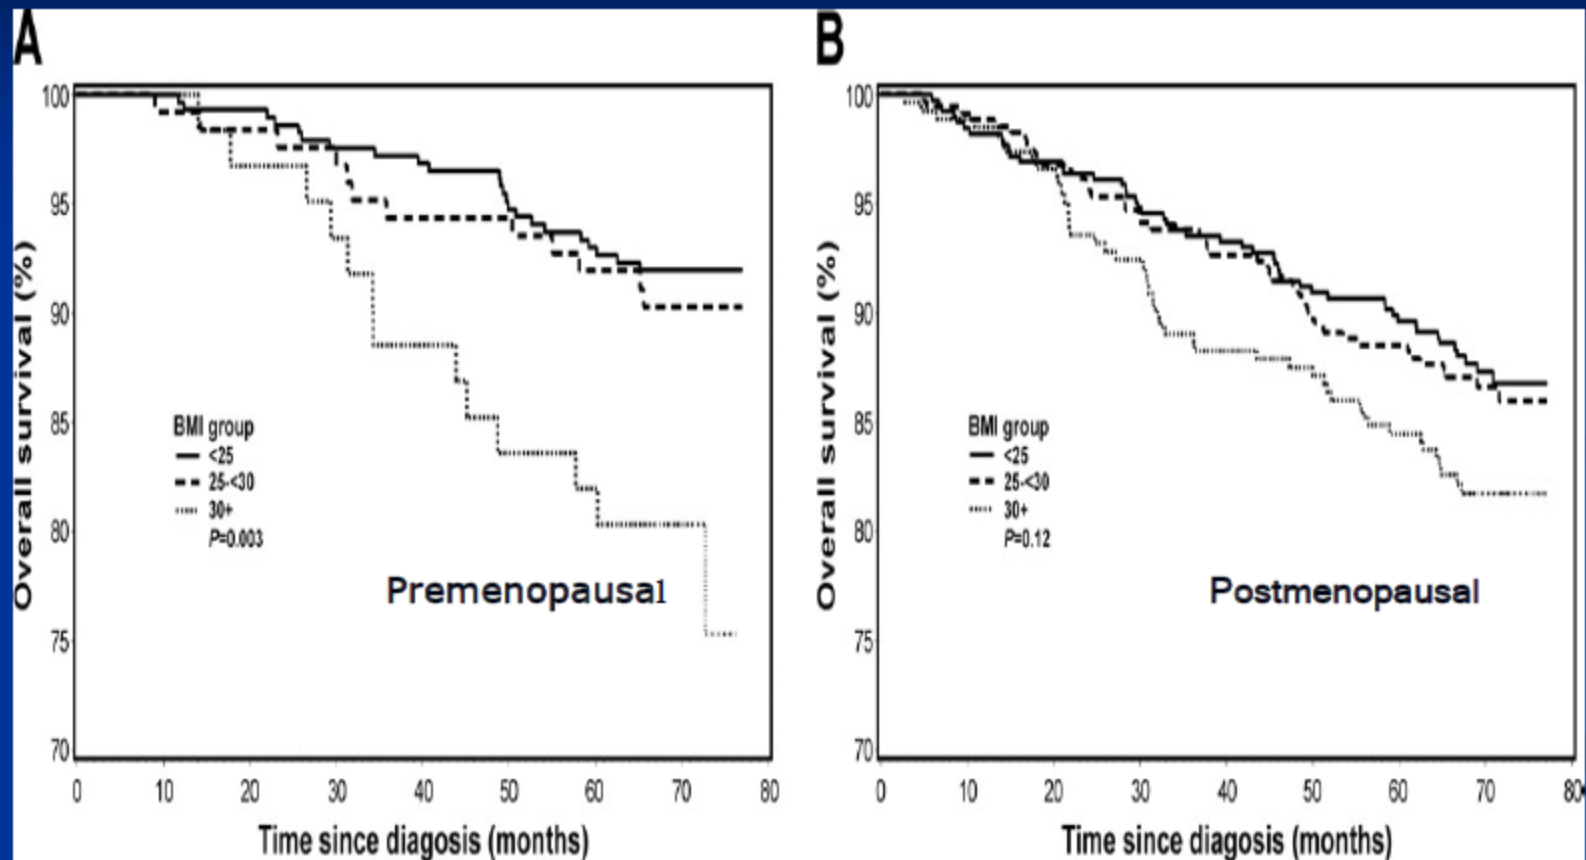 A
100
95
90
85
80
75
70
Overall survival (%)
BMI group
<25
25-<30
30+
P=0.003
Premenopausal
0 10 20 30 40 50 60 70 80
Time since diagosis (months)
B
100
95
90
85
80
75
70
Overall survival (%)
BMI group
<25
25-<30
30+
P=0.12
Postmenopausal
0 10 20 30 40 50 60 70 80
Time since diagosis (months)